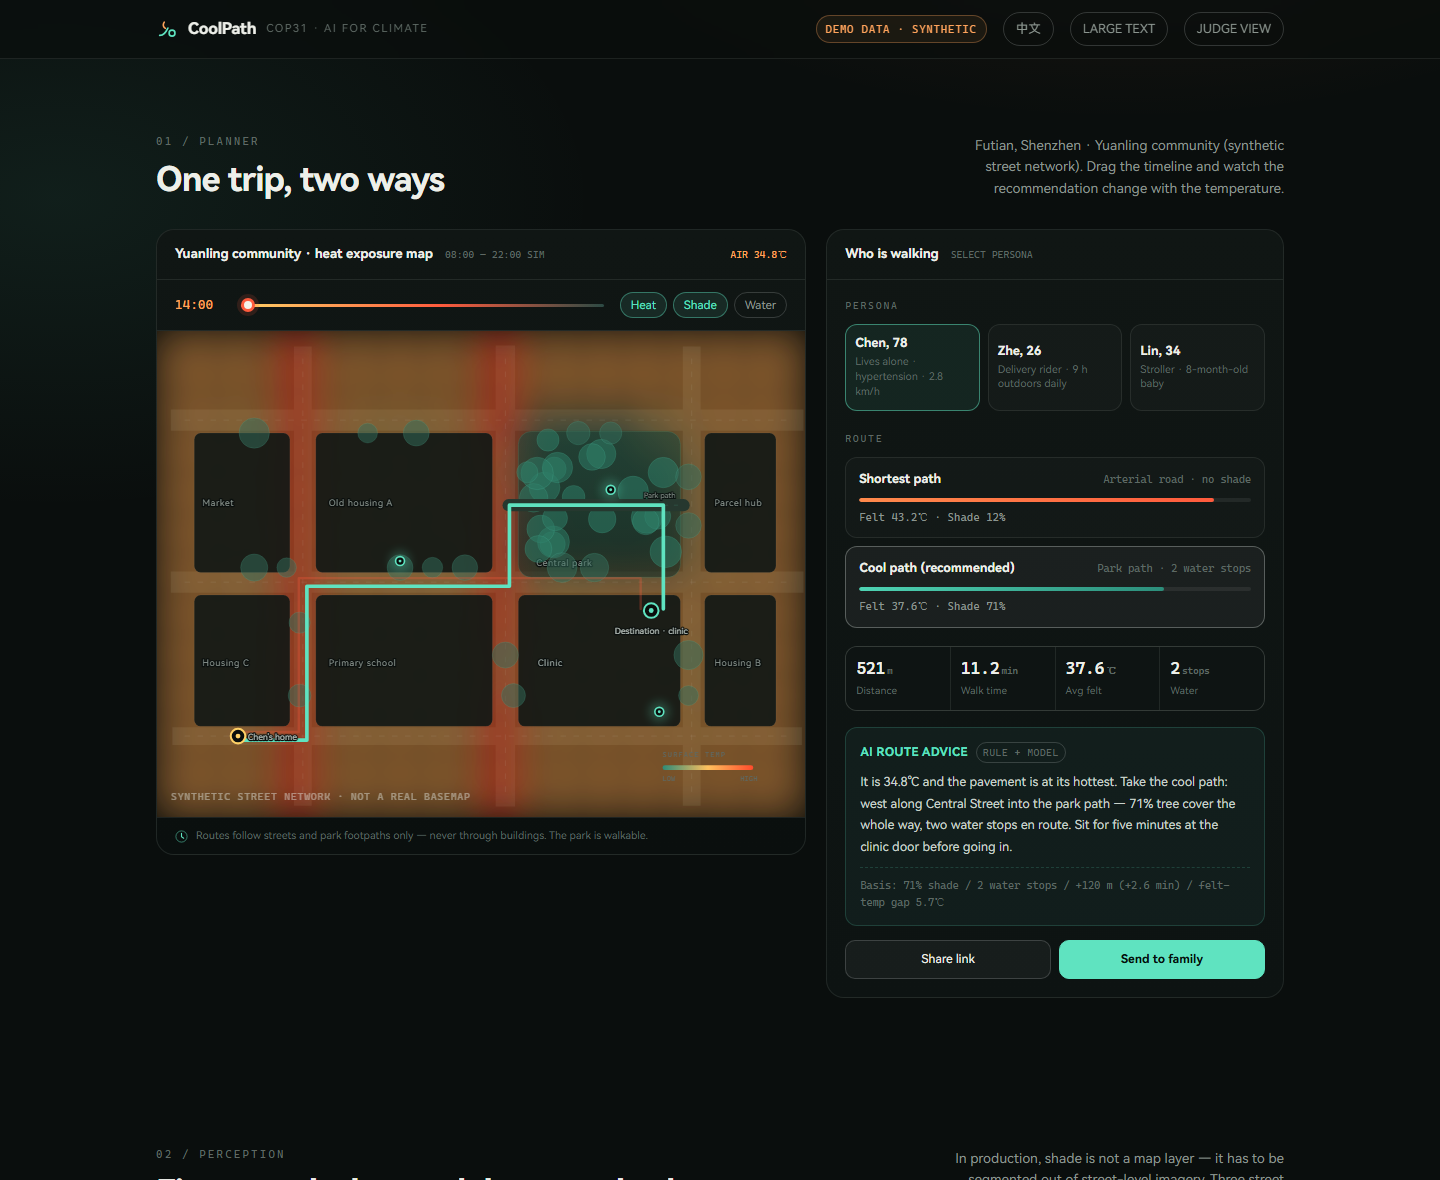 CoolPath COP31 · AI FOR CLIMATE
DEMO DATA · SYNTHETIC
中文
LARGE TEXT
JUDGE VIEW
01 / PLANNER
One trip, two ways
Futian, Shenzhen · Yuanling community (synthetic
street network). Drag the timeline and watch the
recommendation change with the temperature.
Yuanling community · heat exposure map 08:00 – 22:00 SIM
AIR 34.8℃
14:00
Heat
Shade
Water
Market
Old housing A
Park path
Parcel hub
Central park
Destination · clinic
Housing C
Primary school
Clinic
Housing B
Chen's home
SYNTHETIC STREET NETWORK · NOT A REAL BASEMAP
Routes follow streets and park footpaths only — never through buildings. The park is walkable.
Who is walking SELECT PERSONA
PERSONA
Chen, 78
Lives alone ·
hypertension · 2.8
km/h
Zhe, 26
Delivery rider · 9 h
outdoors daily
Lin, 34
Stroller · 8-month-old
baby
ROUTE
Shortest path
Arterial road · no shade
Felt 43.2℃ · Shade 12%
Cool path (recommended)
Park path · 2 water stops
Felt 37.6℃ · Shade 71%
521 m
Distance
11.2 min
Walk time
37.6 ℃
Avg felt
2 stops
Water
AI ROUTE ADVICE RULE + MODEL
It is 34.8℃ and the pavement is at its hottest. Take the cool path:
west along Central Street into the park path — 71% tree cover the
whole way, two water stops en route. Sit for five minutes at the
clinic door before going in.
Basis: 71% shade / 2 water stops / +120 m (+2.6 min) / felt-
temp gap 5.7℃
Share link
Send to family
02 / PERCEPTION
In production, shade is not a map layer — it has to be
segmented out of street-level imagery. Three street